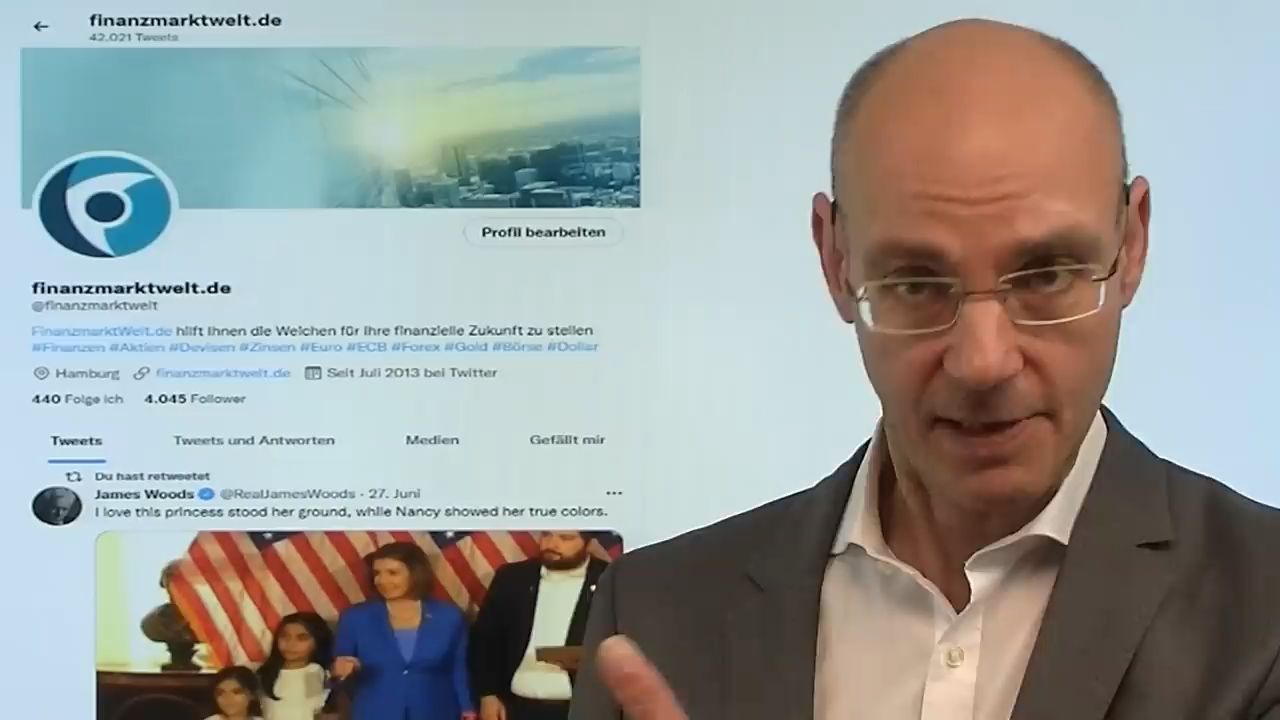 finanzmarktwelt.de
42.021 Tweets
Profil bearbeiten
finanzmarktwelt.de
@finanzmarktwelt
FinanzmarktWelt.de hilft Ihnen die Weichen für Ihre finanzielle Zukunft zu stellen
#Finanzen #Aktien #Devisen #Zinsen #Euro #ECB #Forex #Gold #Börse #Dollar
Hamburg finanzmarktwelt.de Seit Juli 2013 bei Twitter
440 Folge ich 4.045 Follower
Tweets Tweets und Antworten Medien Gefällt mir
Du hast retweetet
James Woods @RealJamesWoods · 27. Juni
I love this princess stood her ground, while Nancy showed her true colors.